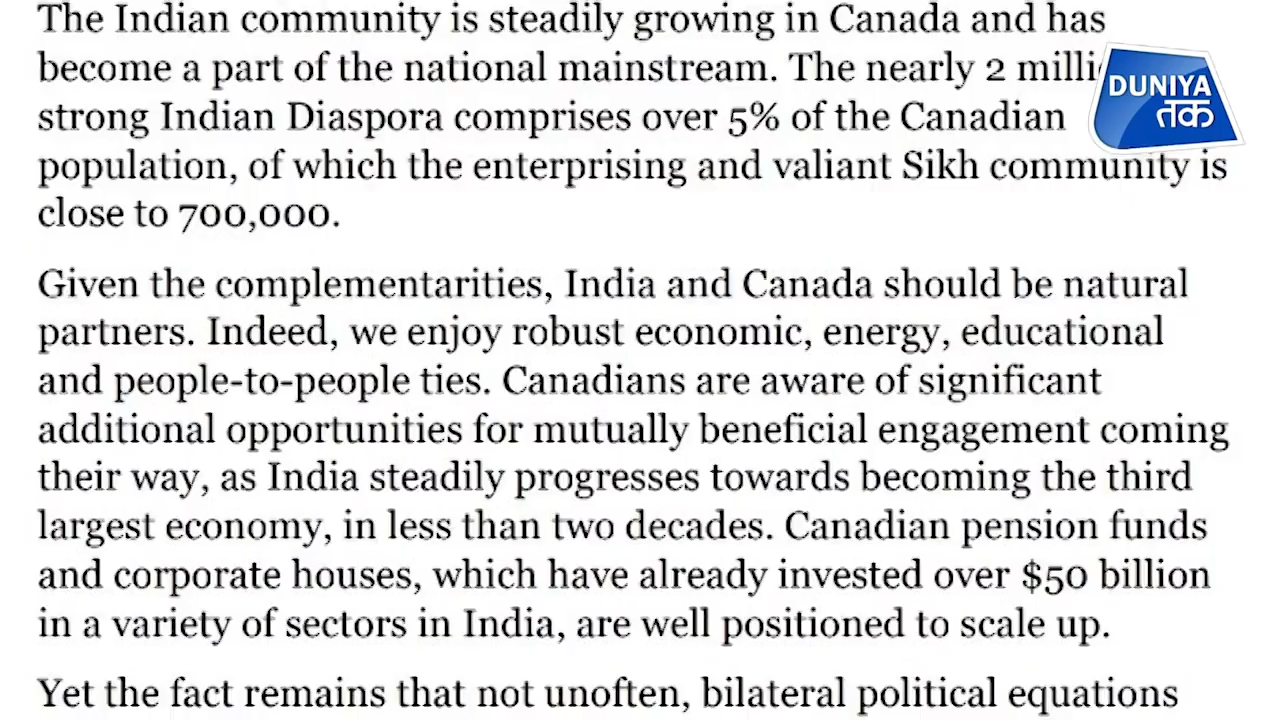 The Indian community is steadily growing in Canada and has
become a part of the national mainstream. The nearly 2
strong Indian Diaspora comprises over 5% of the Canadian
population, of which the enterprising and valiant Sikh community is
close to 700,000.
Given the complementarities, India and Canada should be natural
partners. Indeed, we enjoy robust economic, energy, educational
and people-to-people ties. Canadians are aware of significant
additional opportunities for mutually beneficial engagement coming
their way, as India steadily progresses towards becoming the third
largest economy, in less than two decades. Canadian pension funds
and corporate houses, which have already invested over $50 billion
in a variety of sectors in India, are well positioned to scale up.
Yet the fact remains that not unoften, bilateral political equations
DUNIYA
तक